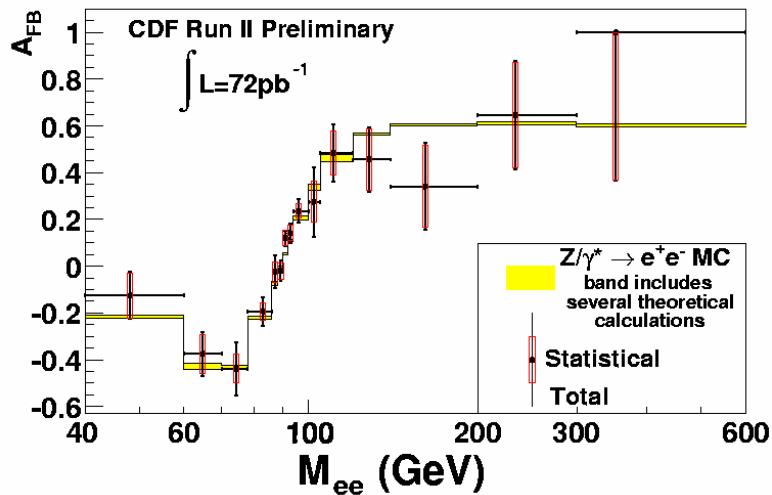 A_FB
CDF Run II Preliminary
∫ L=72pb⁻¹
1
0.8
0.6
0.4
0.2
0
-0.2
-0.4
-0.6
Z/γ* → e⁺e⁻ MC
band includes
several theoretical
calculations
Statistical
Total
40 60 100 200 300 600
M_ee (GeV)